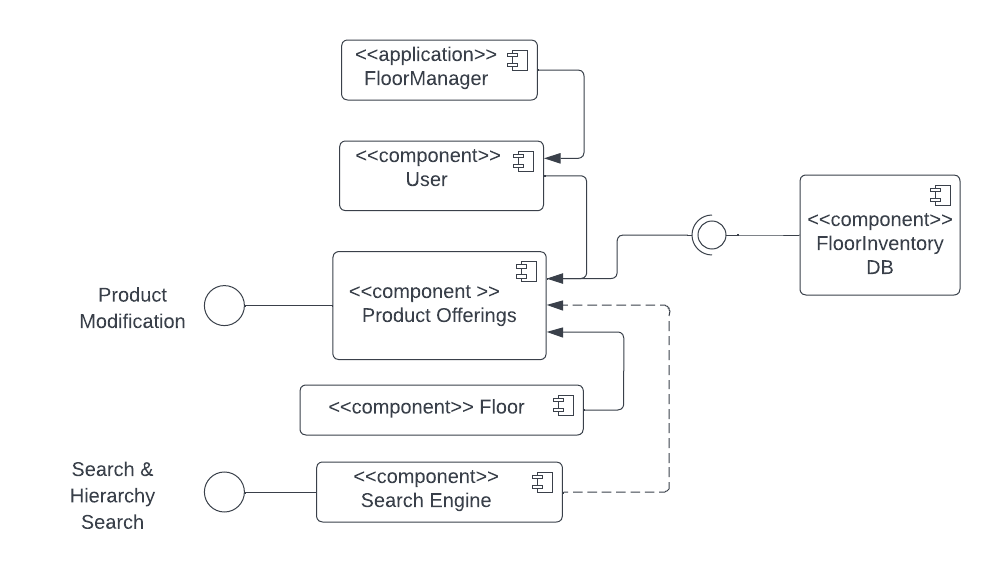 <<application>>
FloorManager
<<component>>
User
<<component>>
FloorInventory
DB
<<component >>
Product Offerings
Product
Modification
<<component>> Floor
<<component>>
Search Engine
Search &
Hierarchy
Search